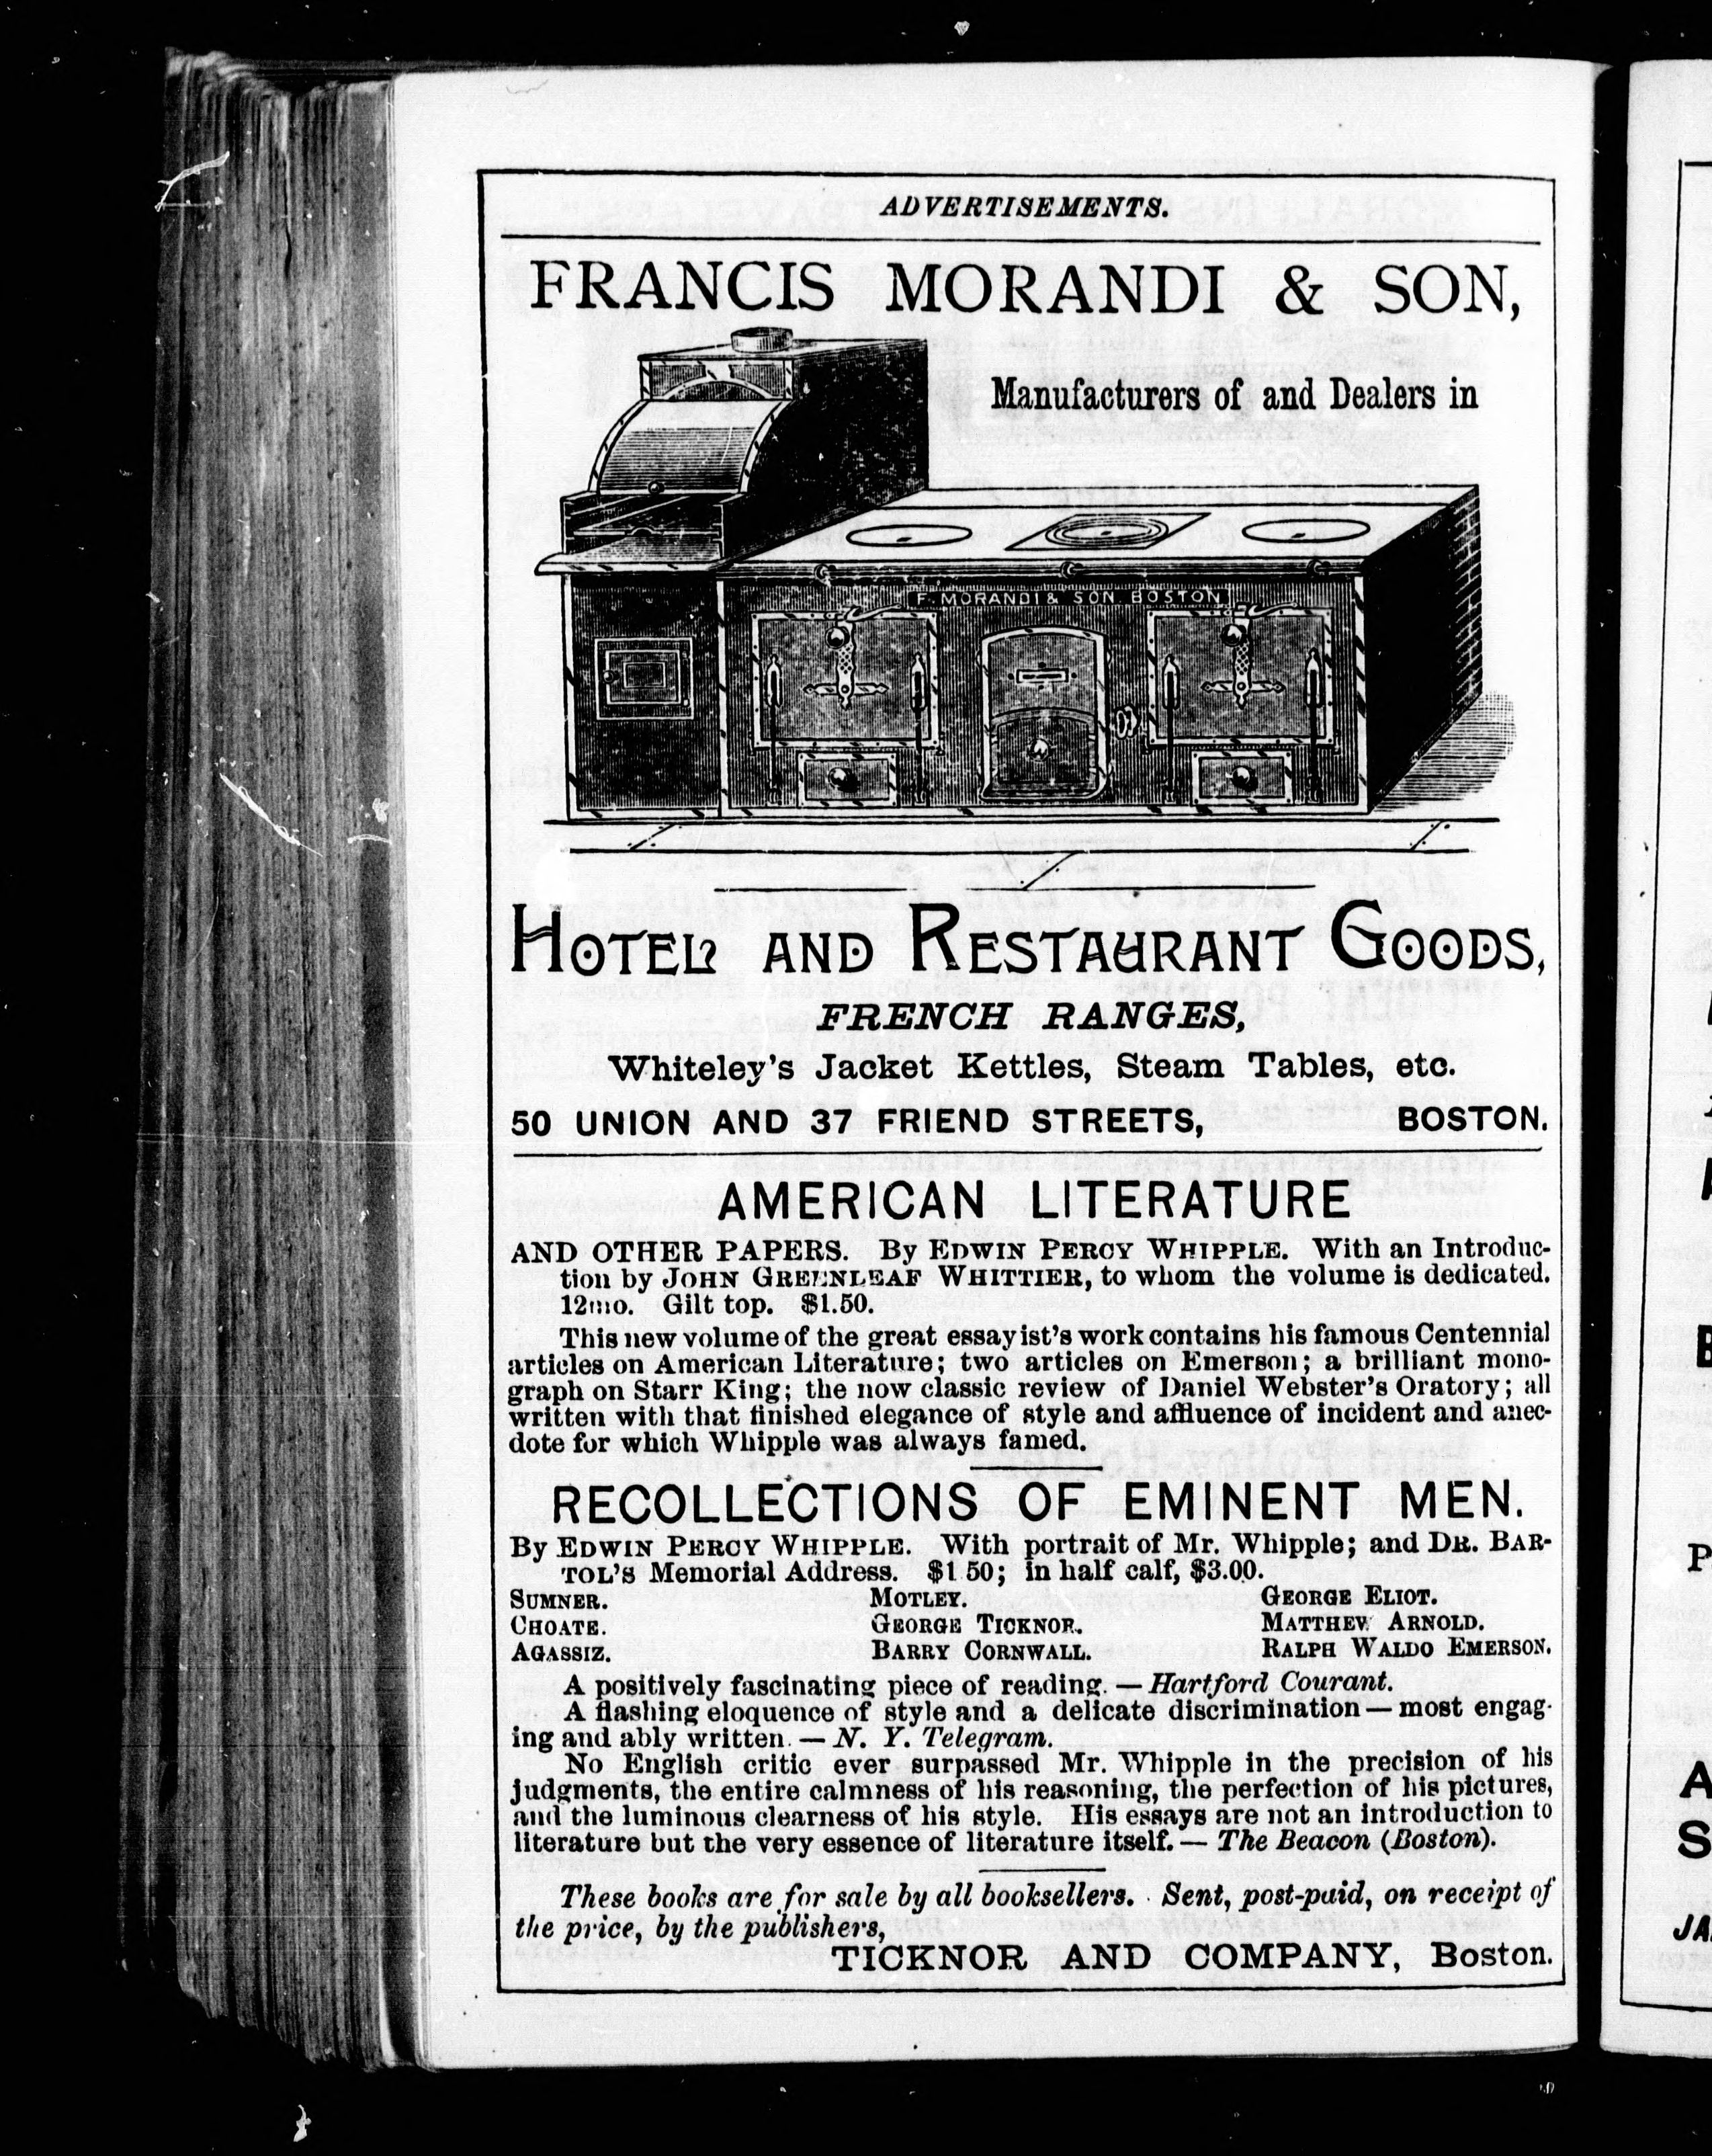 ADVERTISEMENTS.
FRANCIS MORANDI & SON,
Manufacturers of and Dealers in
F. MORANDI & SON. BOSTON
HOTEL AND RESTAURANT GOODS,
FRENCH RANGES,
Whiteley's Jacket Kettles, Steam Tables, etc.
50 UNION AND 37 FRIEND STREETS, BOSTON.
AMERICAN LITERATURE
AND OTHER PAPERS. By EDWIN PERCY WHIPPLE. With an Introduc-
tion by JOHN GREENLEAF WHITTIER, to whom the volume is dedicated.
12mo. Gilt top. $1.50.
This new volume of the great essayist's work contains his famous Centennial
articles on American Literature; two articles on Emerson; a brilliant mono-
graph on Starr King; the now classic review of Daniel Webster's Oratory; all
written with that finished elegance of style and affluence of incident and anec-
dote for which Whipple was always famed.
RECOLLECTIONS OF EMINENT MEN.
By EDWIN PERCY WHIPPLE. With portrait of Mr. Whipple; and DR. BAR-
TOL'S Memorial Address. $1 50; in half calf, $3.00.
SUMNER. MOTLEY. GEORGE ELIOT.
CHOATE. GEORGE TICKNOR. MATTHEW ARNOLD.
AGASSIZ. BARRY CORNWALL. RALPH WALDO EMERSON.
A positively fascinating piece of reading. — Hartford Courant.
A flashing eloquence of style and a delicate discrimination — most engag-
ing and ably written. — N. Y. Telegram.
No English critic ever surpassed Mr. Whipple in the precision of his
judgments, the entire calmness of his reasoning, the perfection of his pictures,
and the luminous clearness of his style. His essays are not an introduction to
literature but the very essence of literature itself. — The Beacon (Boston).
These books are for sale by all booksellers. Sent, post-paid, on receipt of
the price, by the publishers,
TICKNOR AND COMPANY, Boston.